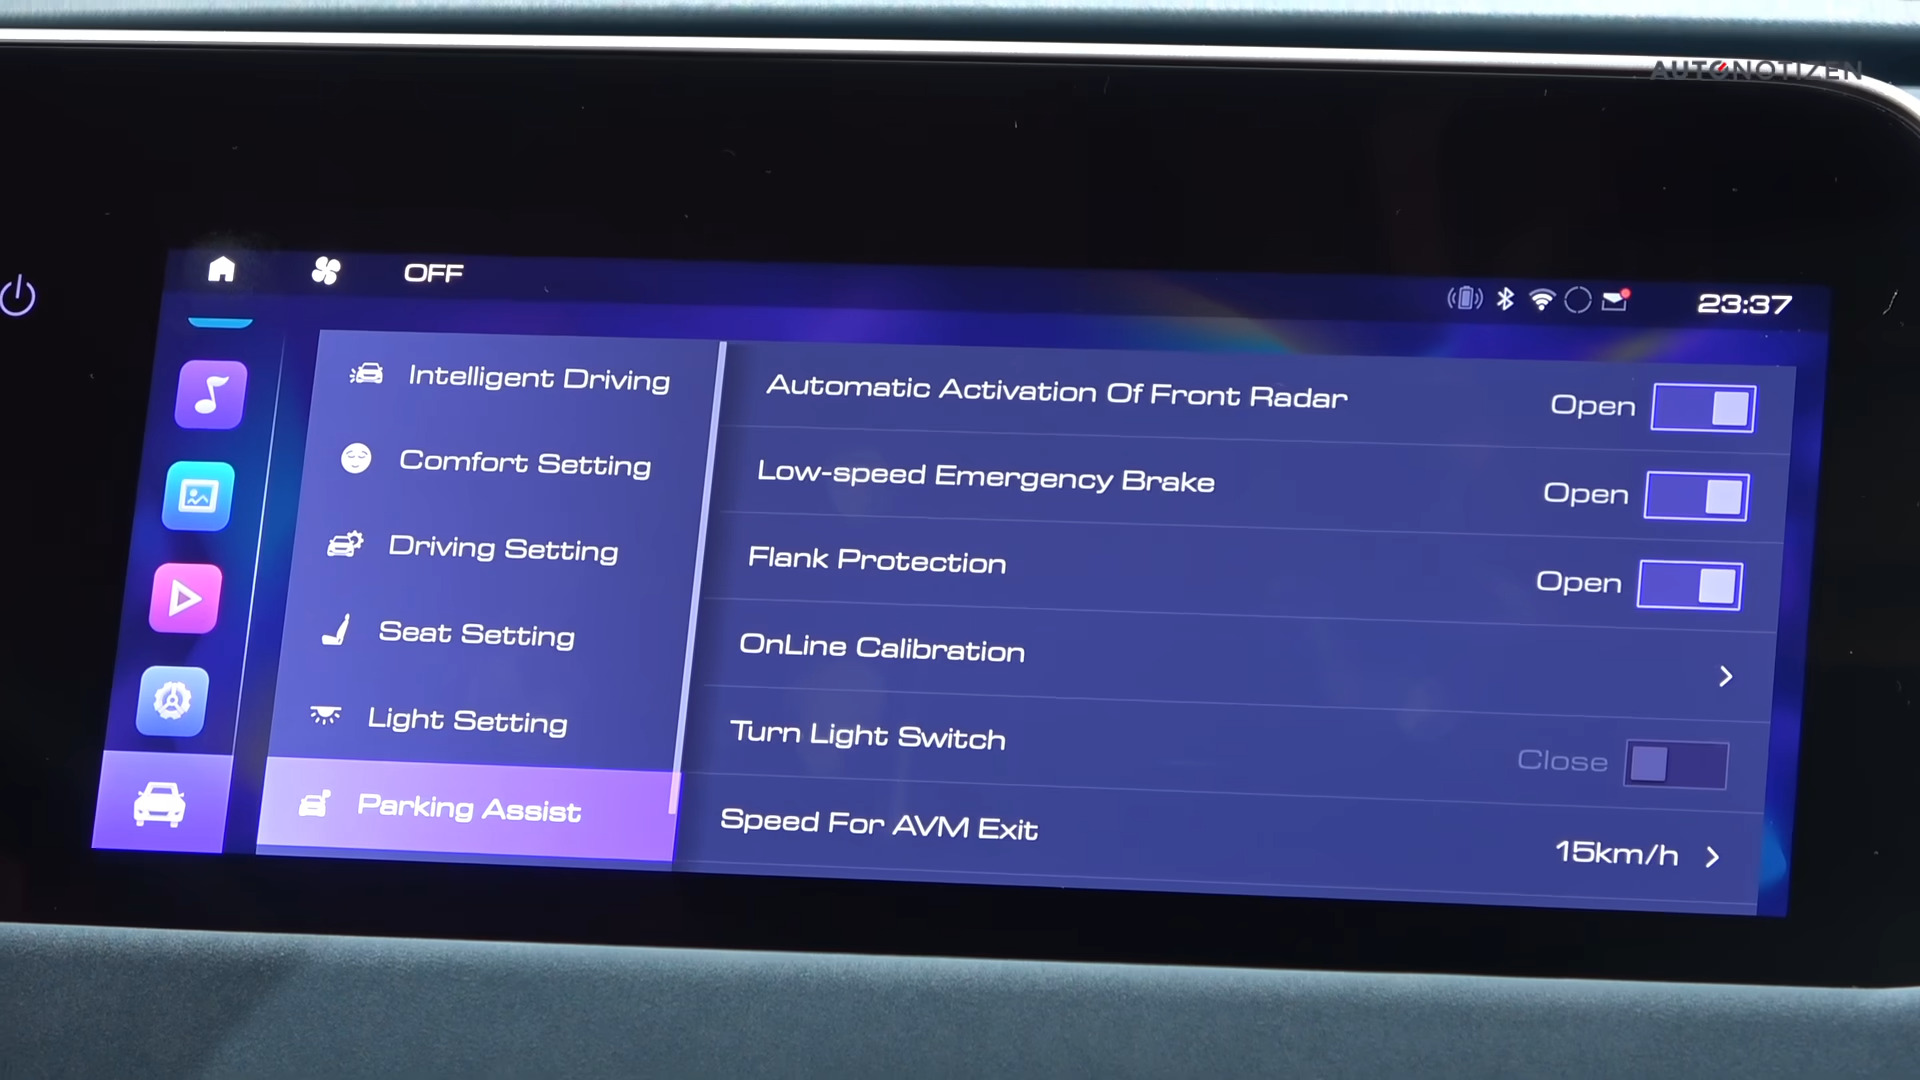 AUTONOTIZEN
OFF
23:37
Intelligent Driving
Comfort Setting
Driving Setting
Seat Setting
Light Setting
Parking Assist
Automatic Activation Of Front Radar
Open
Low-speed Emergency Brake
Open
Flank Protection
Open
OnLine Calibration
Turn Light Switch
Close
Speed For AVM Exit
15km/h